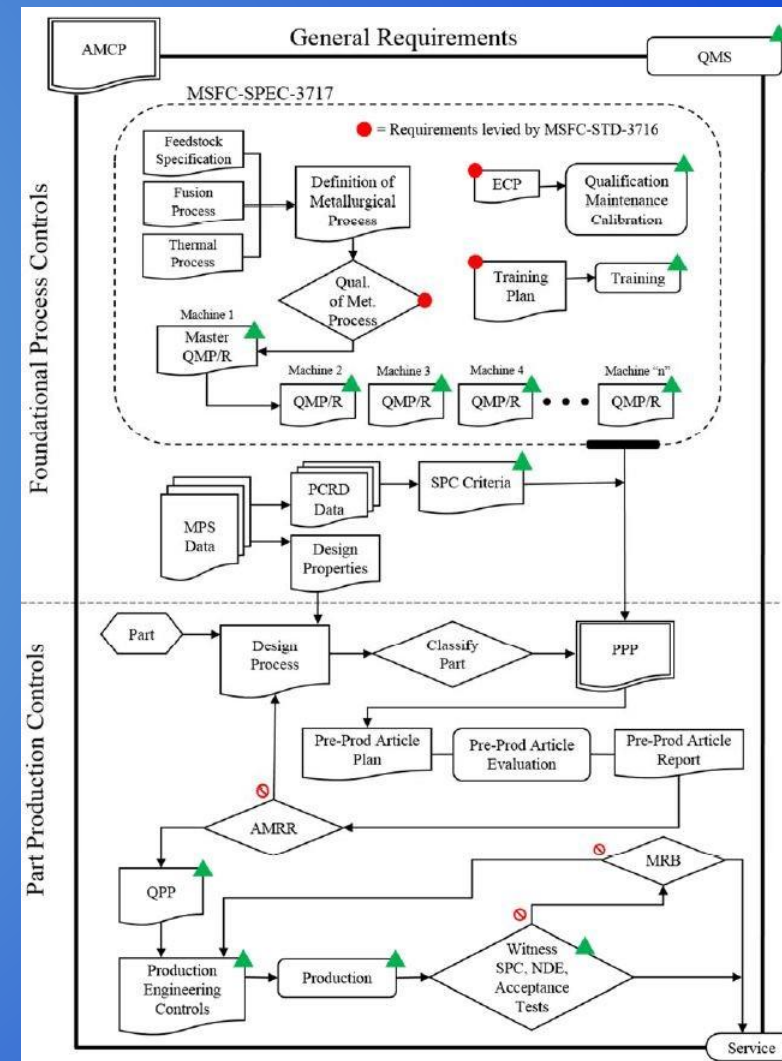 General Requirements
AMCP
QMS
MSFC-SPEC-3717
= Requirements levied by MSFC-STD-3716
Feedstock
Specification
Fusion
Process
Thermal
Process
Definition of
Metallurgical
Process
ECP
Qualification
Maintenance
Calibration
Training
Plan
Training
Qual.
of Met.
Process
Machine 1
Master
QMP/R
Machine 2
QMP/R
Machine 3
QMP/R
Machine 4
QMP/R
Machine "n"
QMP/R
Foundational Process Controls
MPS
Data
PCRD
Data
SPC Criteria
Design
Properties
Part Production Controls
Part
Design
Process
Classify
Part
PPP
Pre-Prod Article
Plan
Pre-Prod Article
Evaluation
Pre-Prod Article
Report
AMRR
MRB
QPP
Production
Engineering
Controls
Production
Witness
SPC, NDE,
Acceptance
Tests
Service